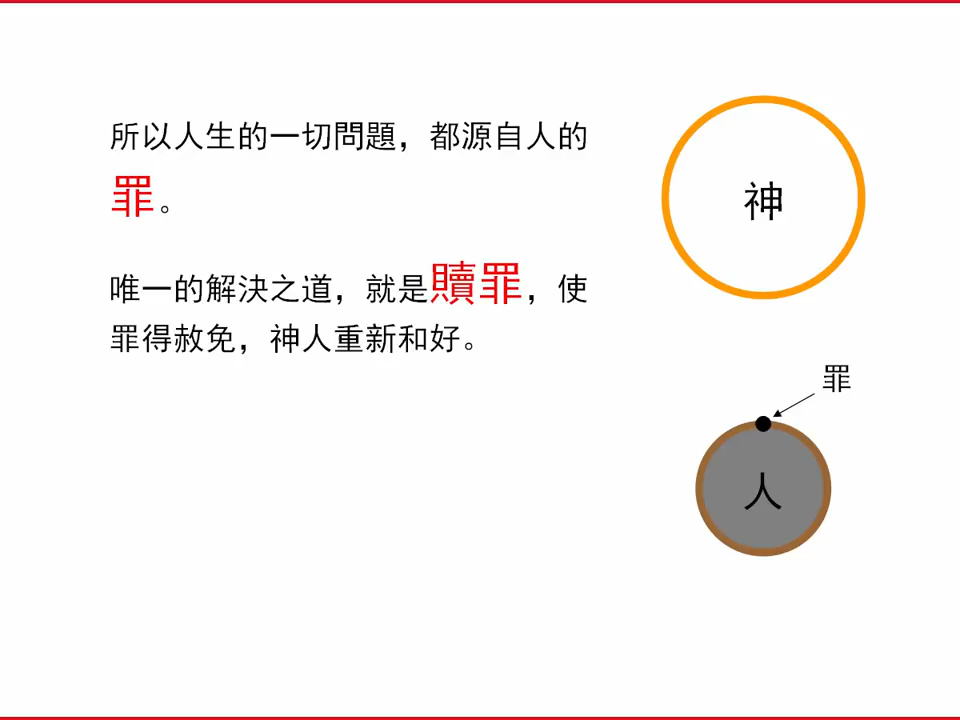 所以人生的一切問題，都源自人的
罪。
唯一的解決之道，就是贖罪，使
罪得赦免，神人重新和好。
神
罪
人